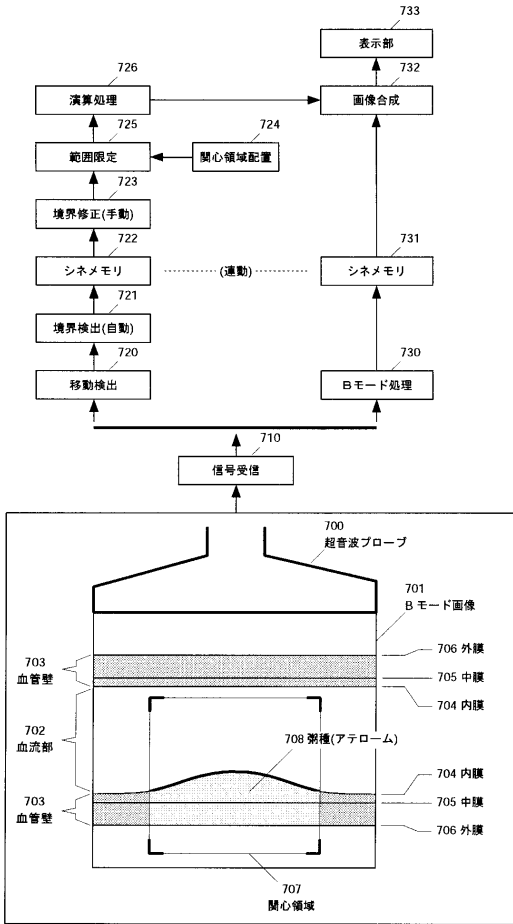 733
表示部
726
732
演算処理
画像合成
725
724
範囲限定
関心領域配置
723
境界修正(手動)
722
731
シネメモリ
(連動)
シネメモリ
721
境界検出(自動)
720
730
移動検出
Bモード処理
710
信号受信
700
超音波プローブ
701
Bモード画像
706 外膜
703
血管壁
705 中膜
704 内膜
702
血流部
708 粥種(アテローム)
704 内膜
703
血管壁
705 中膜
706 外膜
707
関心領域